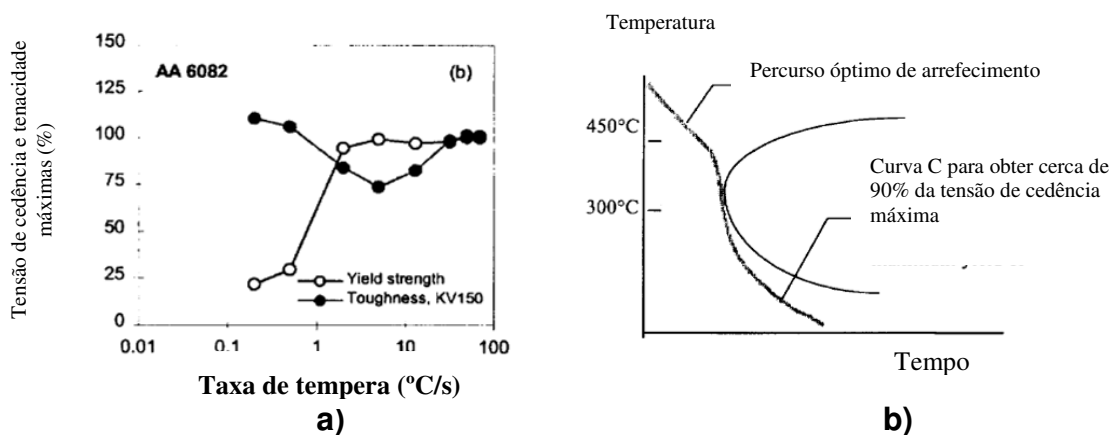 Tensão de cedência e tenacidade
máximas (%)
150
125
100
75
50
25
0
AA 6082
(b)
Yield strength
Toughness, KV150
0.01
0.1
1
10
100
Taxa de tempera (ºC/s)
a)
Temperatura
Percurso óptimo de arrefecimento
450°C
300°C
Curva C para obter cerca de
90% da tensão de cedência
máxima
Tempo
b)